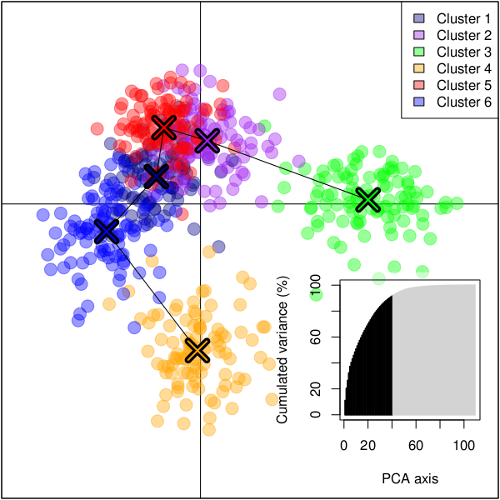 Cluster 1
Cluster 2
Cluster 3
Cluster 4
Cluster 5
Cluster 6
Cumulated variance (%)
100
60
20
0
0 20 60 100
PCA axis